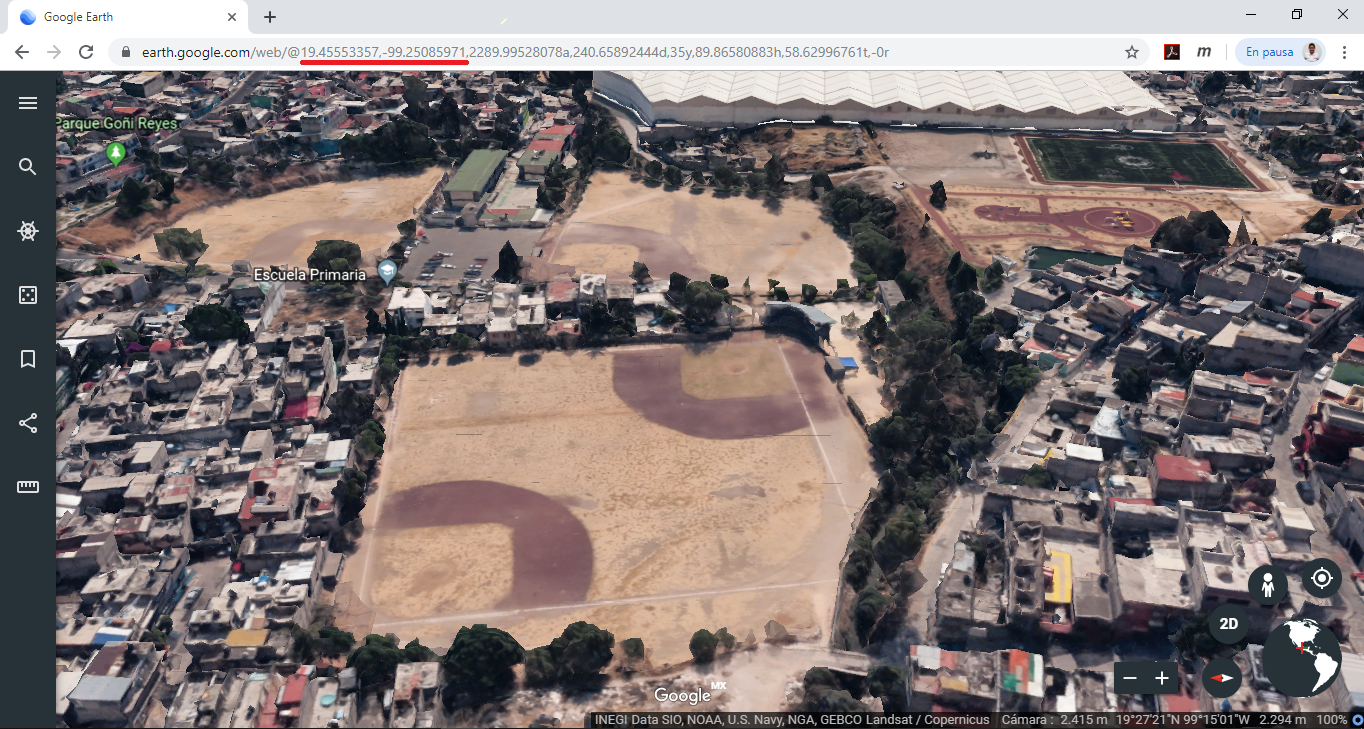 Google Earth
earth.google.com/web/@19.45553357,-99.25085971,2289.99528078a,240.65892444d,35y,89.86580883h,58.62996761t,-0r
m
En pausa
Parque Goñi Reyes
Escuela Primaria
2D
Google MX
INEGI Data SIO, NOAA, U.S. Navy, NGA, GEBCO Landsat / Copernicus Cámara : 2.415 m 19°27'21"N 99°15'01"W 2.294 m 100%